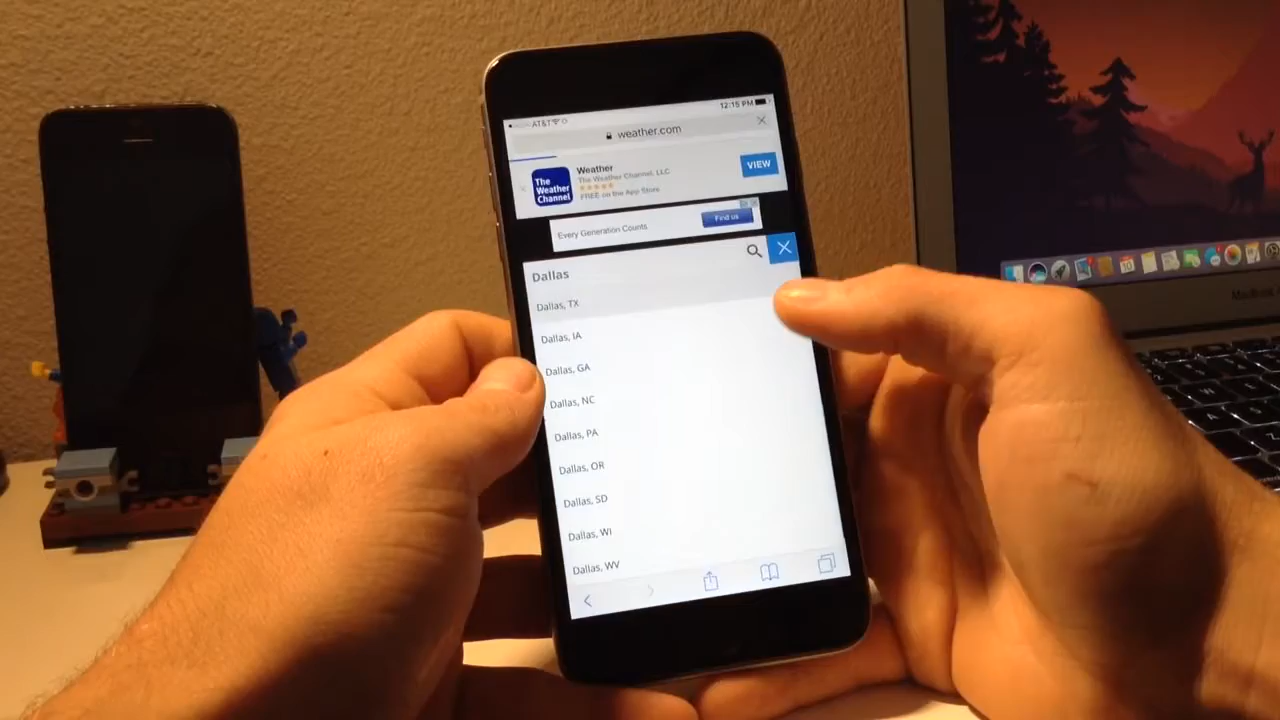 AT&T
12:15 PM
weather.com
The
Weather
Channel
Weather
The Weather Channel, LLC
FREE on the App Store
VIEW
Every Generation Counts
Find us
Dallas
Dallas, TX
Dallas, IA
Dallas, GA
Dallas, NC
Dallas, PA
Dallas, OR
Dallas, SD
Dallas, WI
Dallas, WV